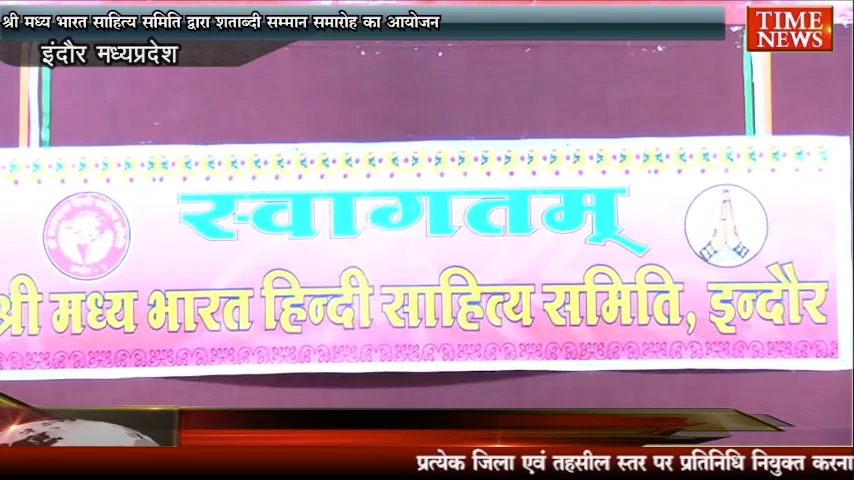 श्री मध्य भारत साहित्य समिति द्वारा शताब्दी सम्मान समारोह का आयोजन
इंदौर मध्यप्रदेश
TIME
NEWS
स्वागतम्
श्री मध्य भारत हिन्दी साहित्य समिति, इन्दौर
प्रत्येक जिला एवं तहसील स्तर पर प्रतिनिधि नियुक्त करना